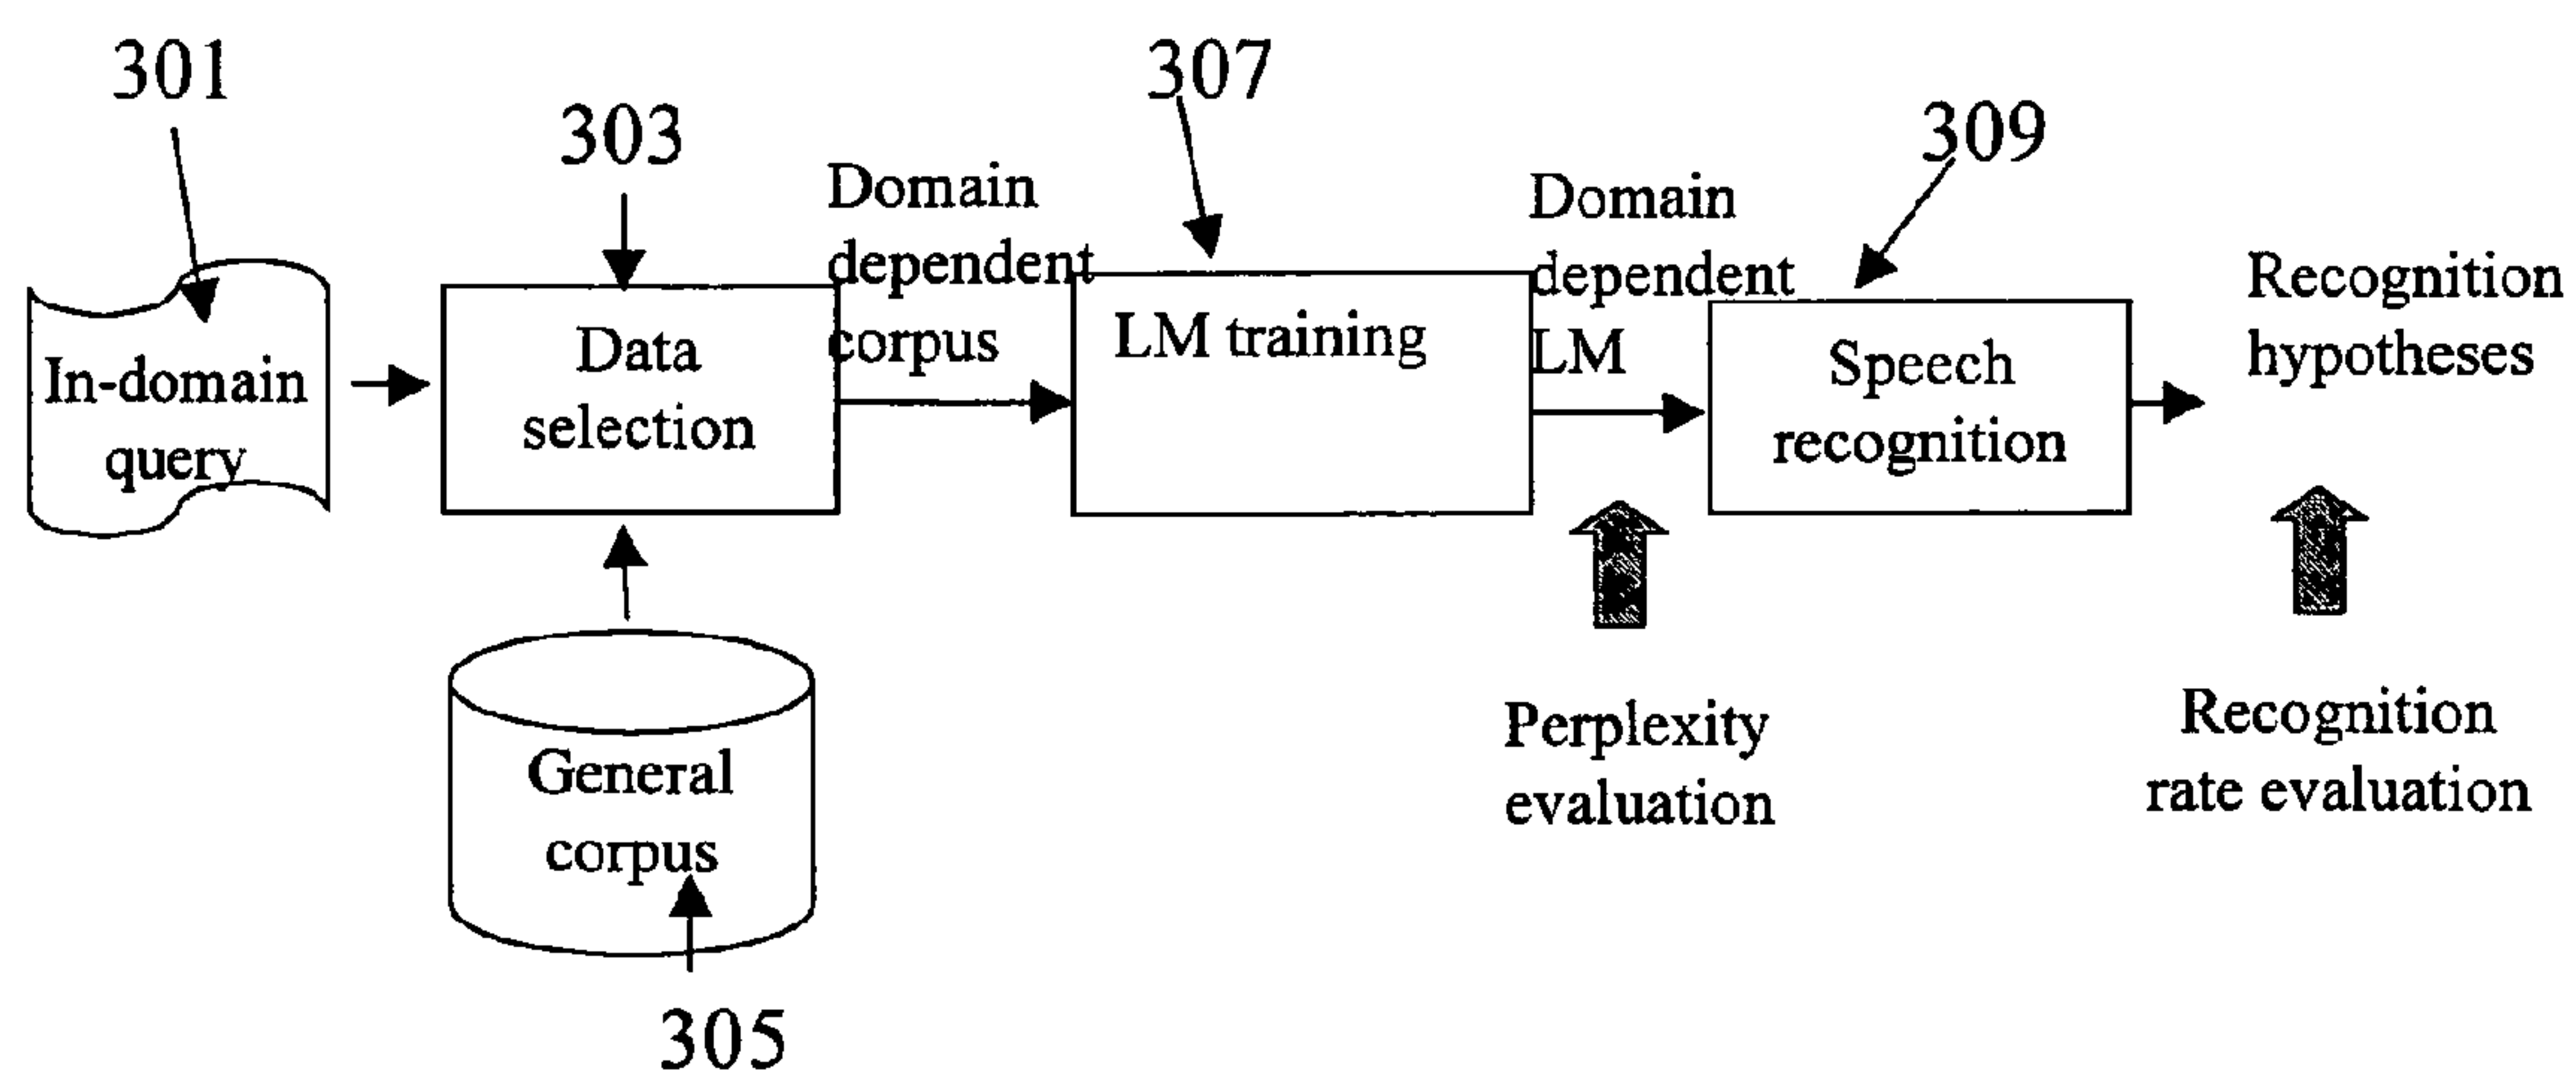 301
303
307
309
In-domain
query
Data
selection
Domain
dependent
corpus
LM training
Domain
dependent
LM
Speech
recognition
Recognition
hypotheses
General
corpus
305
Perplexity
evaluation
Recognition
rate evaluation